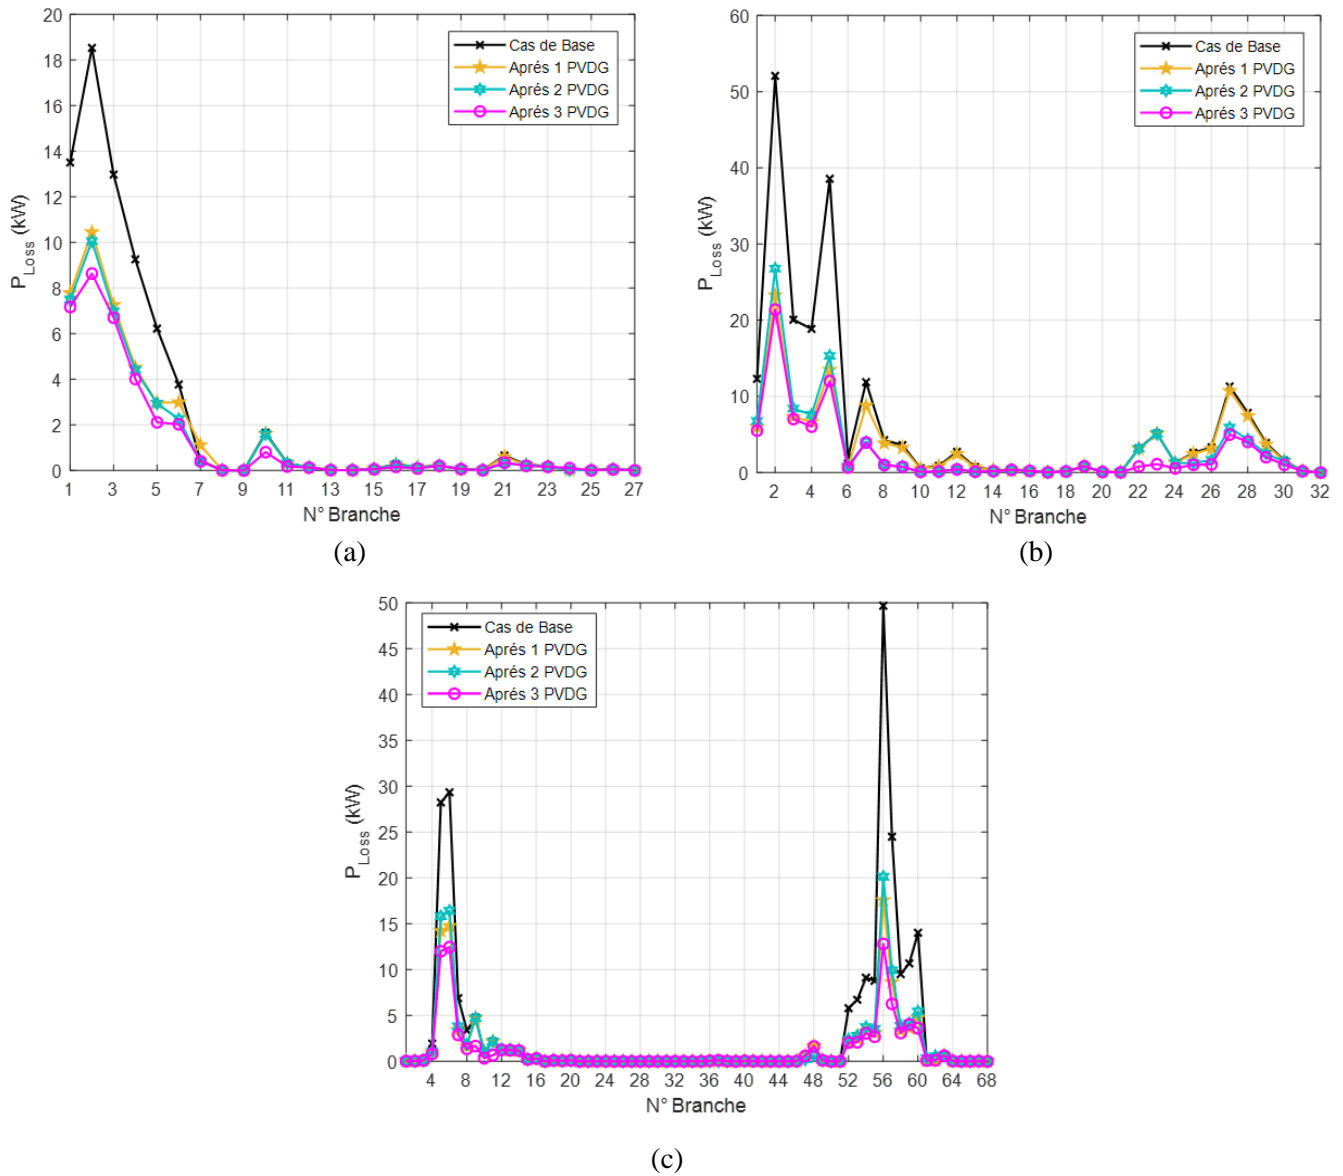 20
18
16
14
12
10
8
6
4
2
0
P_Loss (kW)
Cas de Base
Aprés 1 PVDG
Aprés 2 PVDG
Aprés 3 PVDG
1 3 5 7 9 11 13 15 17 19 21 23 25 27
N° Branche
(a)
60
50
40
30
20
10
0
P_Loss (kW)
Cas de Base
Aprés 1 PVDG
Aprés 2 PVDG
Aprés 3 PVDG
2 4 6 8 10 12 14 16 18 20 22 24 26 28 30 32
N° Branche
(b)
50
45
40
35
30
25
20
15
10
5
0
P_Loss (kW)
Cas de Base
Aprés 1 PVDG
Aprés 2 PVDG
Aprés 3 PVDG
4 8 12 16 20 24 28 32 36 40 44 48 52 56 60 64 68
N° Branche
(c)